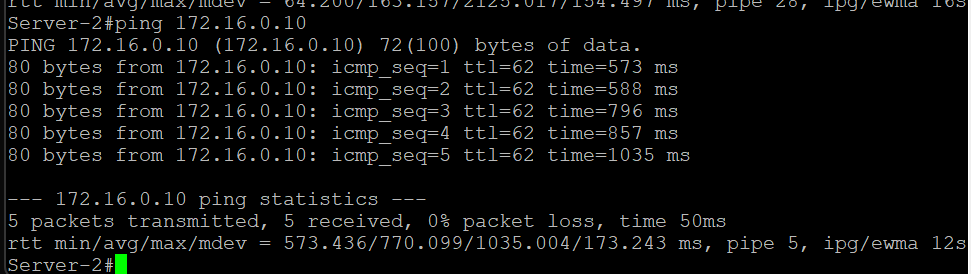 rtt min/avg/max/mdev = 64.200/163.157/2125.017/154.497 ms, pipe 28, ipg/ewma 16s
Server-2#ping 172.16.0.10
PING 172.16.0.10 (172.16.0.10) 72(100) bytes of data.
80 bytes from 172.16.0.10: icmp_seq=1 ttl=62 time=573 ms
80 bytes from 172.16.0.10: icmp_seq=2 ttl=62 time=588 ms
80 bytes from 172.16.0.10: icmp_seq=3 ttl=62 time=796 ms
80 bytes from 172.16.0.10: icmp_seq=4 ttl=62 time=857 ms
80 bytes from 172.16.0.10: icmp_seq=5 ttl=62 time=1035 ms
--- 172.16.0.10 ping statistics ---
5 packets transmitted, 5 received, 0% packet loss, time 50ms
rtt min/avg/max/mdev = 573.436/770.099/1035.004/173.243 ms, pipe 5, ipg/ewma 12s
Server-2#